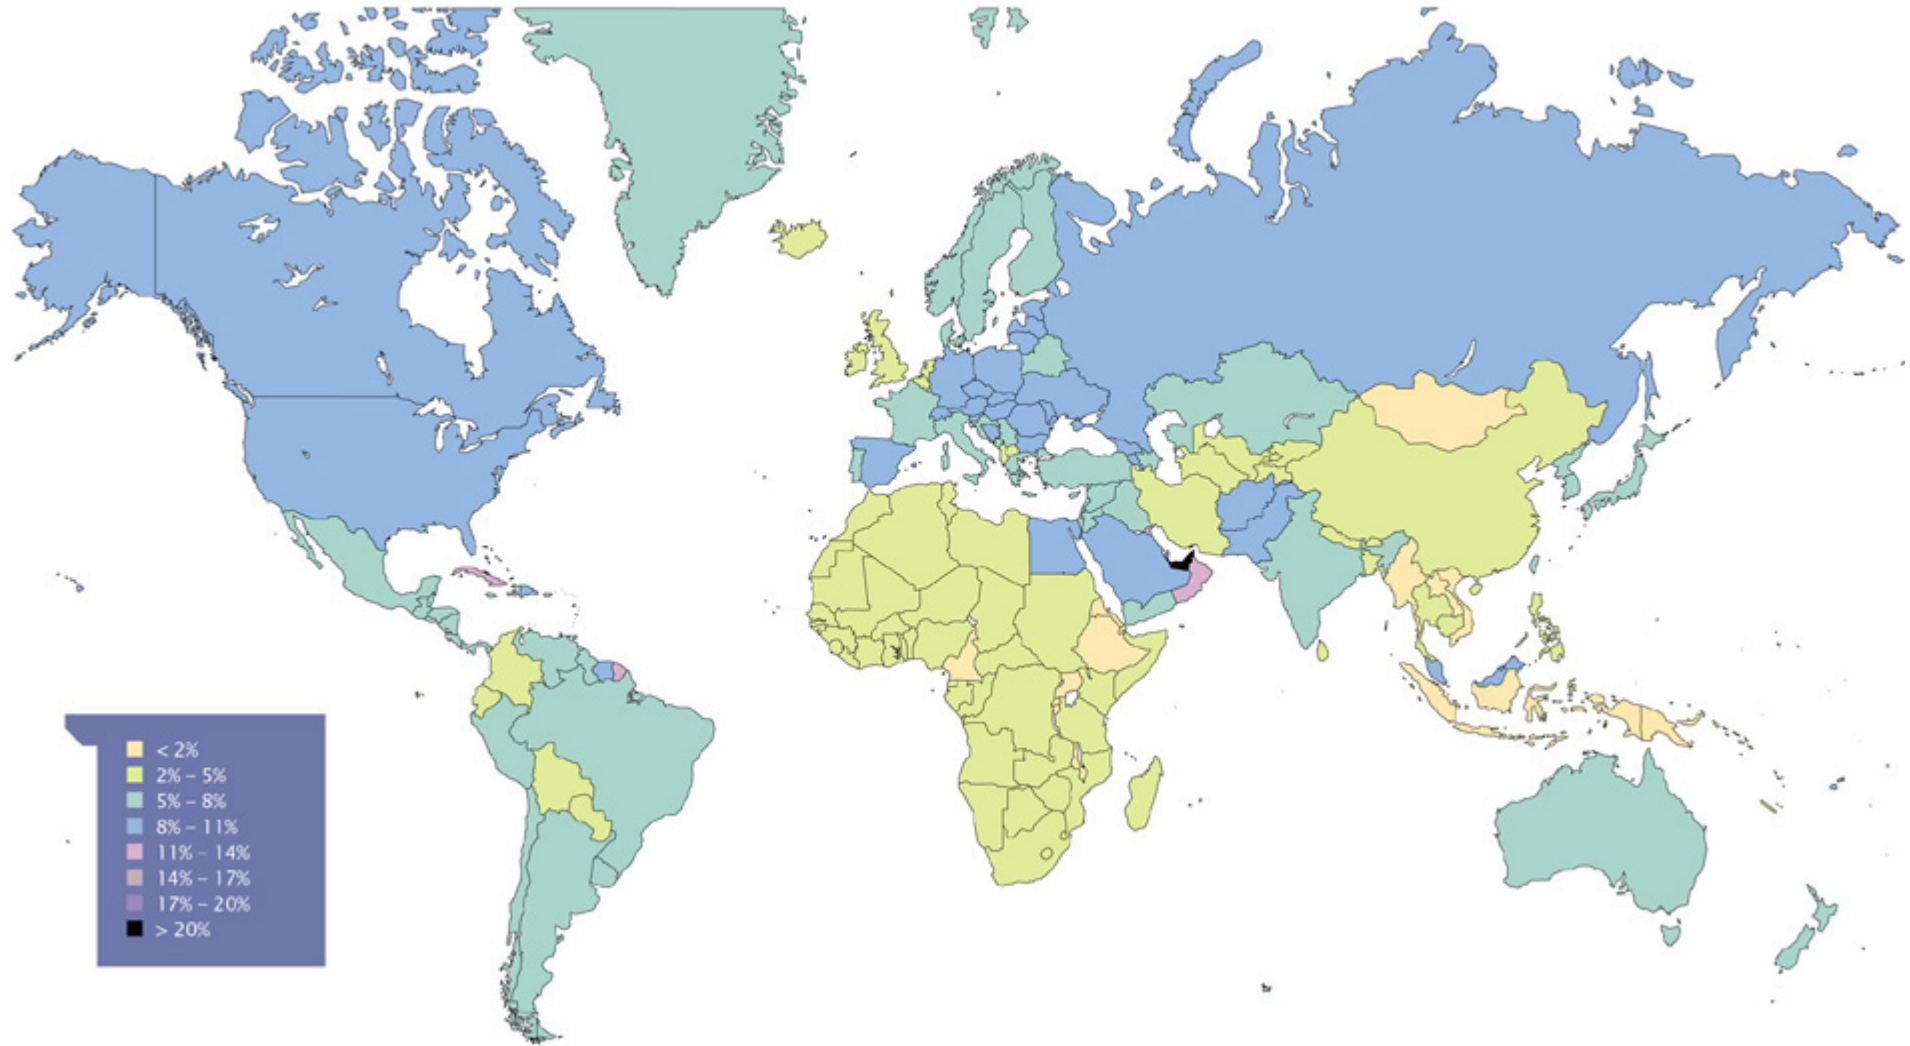 < 2%
2% – 5%
5% – 8%
8% – 11%
11% – 14%
14% – 17%
17% – 20%
> 20%